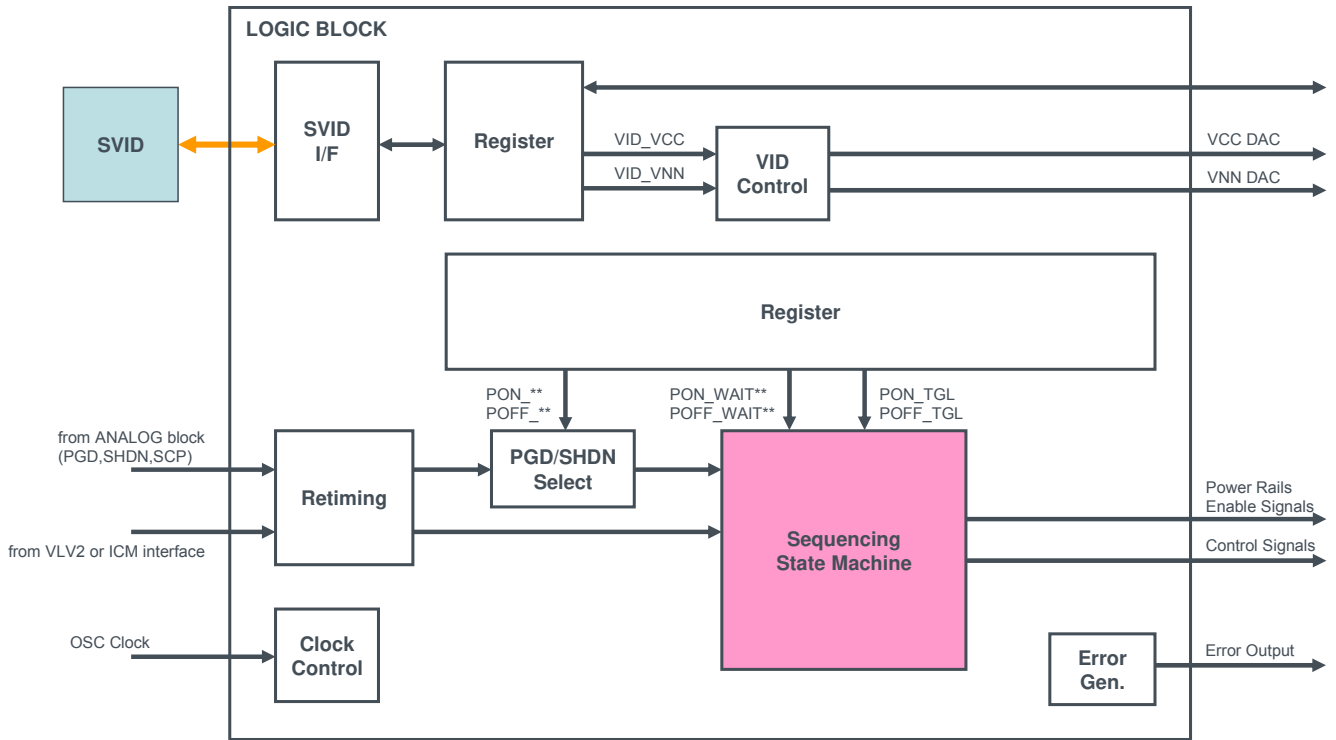 LOGIC BLOCK
SVID
SVID
I/F
Register
VID_VCC
VID_VNN
VID
Control
VCC DAC
VNN DAC
Register
PON_**
POFF_**
PON_WAIT**
POFF_WAIT**
PON_TGL
POFF_TGL
from ANALOG block
(PGD,SHDN,SCP)
Retiming
PGD/SHDN
Select
from VLV2 or ICM interface
Sequencing
State Machine
Power Rails
Enable Signals
Control Signals
OSC Clock
Clock
Control
Error
Gen.
Error Output